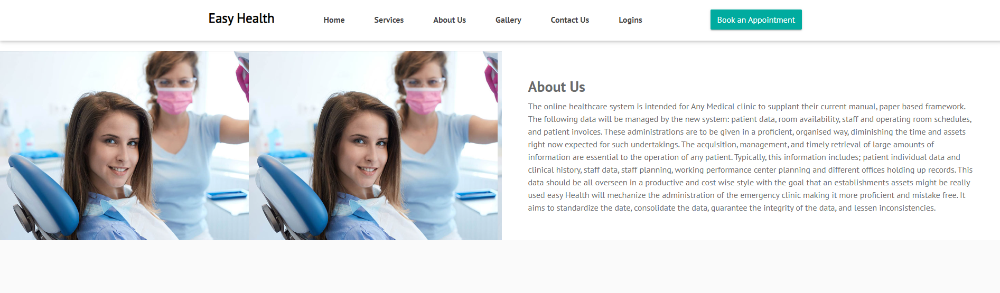 Easy Health
Home
Services
About Us
Gallery
Contact Us
Logins
Book an Appointment
About Us
The online healthcare system is intended for Any Medical clinic to supplant their current manual, paper based framework.
The following data will be managed by the new system: patient data, room availability, staff and operating room schedules,
and patient invoices. These administrations are to be given in a proficient, organised way, diminishing the time and assets
right now expected for such undertakings. The acquisition, management, and timely retrieval of large amounts of
information are essential to the operation of any patient. Typically, this information includes; patient individual data and
clinical history, staff data, staff planning, working performance center planning and different offices holding up records. This
data should be all overseen in a productive and cost wise style with the goal that an establishments assets might be really
used easy Health will mechanize the administration of the emergency clinic making it more proficient and mistake free. It
aims to standardize the date, consolidate the data, guarantee the integrity of the data, and lessen inconsistencies.